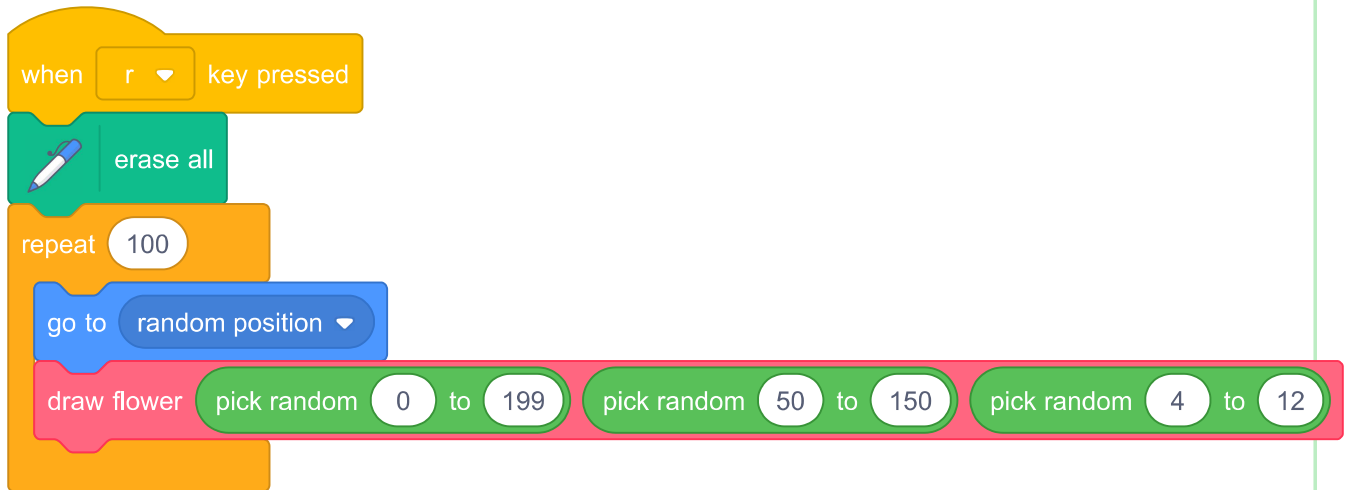 when r key pressed
erase all
repeat 100
go to random position
draw flower pick random 0 to 199 pick random 50 to 150 pick random 4 to 12